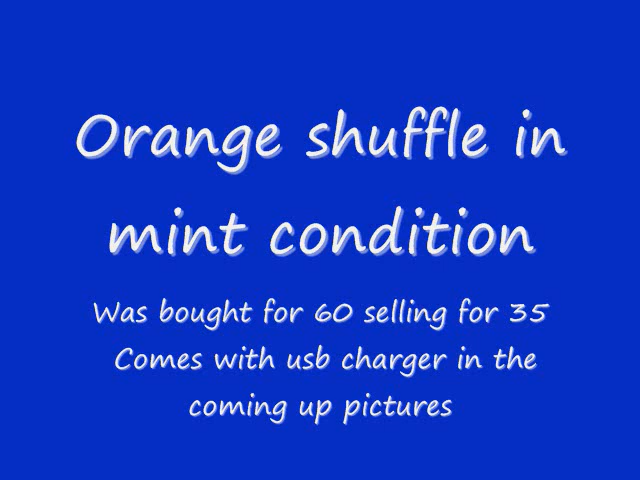 Orange shuffle in
mint condition
Was bought for 60 selling for 35
Comes with usb charger in the
coming up pictures